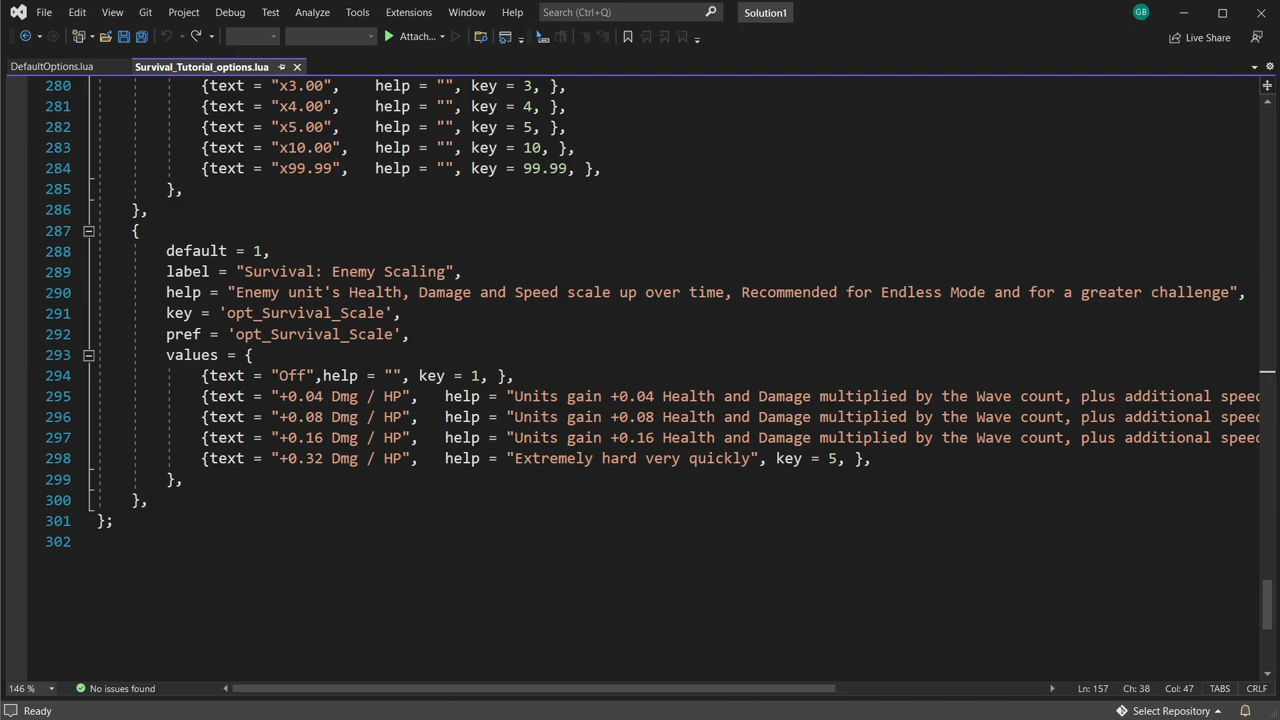 File Edit View Git Project Debug Test Analyze Tools Extensions Window Help Search (Ctrl+Q) Solution1 GB
Attach... Live Share
DefaultOptions.lua Survival_Tutorial_options.lua
280 {text = "x3.00", help = "", key = 3, },
281 {text = "x4.00", help = "", key = 4, },
282 {text = "x5.00", help = "", key = 5, },
283 {text = "x10.00", help = "", key = 10, },
284 {text = "x99.99", help = "", key = 99.99, },
285 },
286 },
287 {
288 default = 1,
289 label = "Survival: Enemy Scaling",
290 help = "Enemy unit's Health, Damage and Speed scale up over time, Recommended for Endless Mode and for a greater challenge",
291 key = 'opt_Survival_Scale',
292 pref = 'opt_Survival_Scale',
293 values = {
294 {text = "Off",help = "", key = 1, },
295 {text = "+0.04 Dmg / HP", help = "Units gain +0.04 Health and Damage multiplied by the Wave count, plus additional speed
296 {text = "+0.08 Dmg / HP", help = "Units gain +0.08 Health and Damage multiplied by the Wave count, plus additional speed
297 {text = "+0.16 Dmg / HP", help = "Units gain +0.16 Health and Damage multiplied by the Wave count, plus additional speed
298 {text = "+0.32 Dmg / HP", help = "Extremely hard very quickly", key = 5, },
299 },
300 },
301 };
302
146 % No issues found Ln: 157 Ch: 38 Col: 47 TABS CRLF
Ready Select Repository